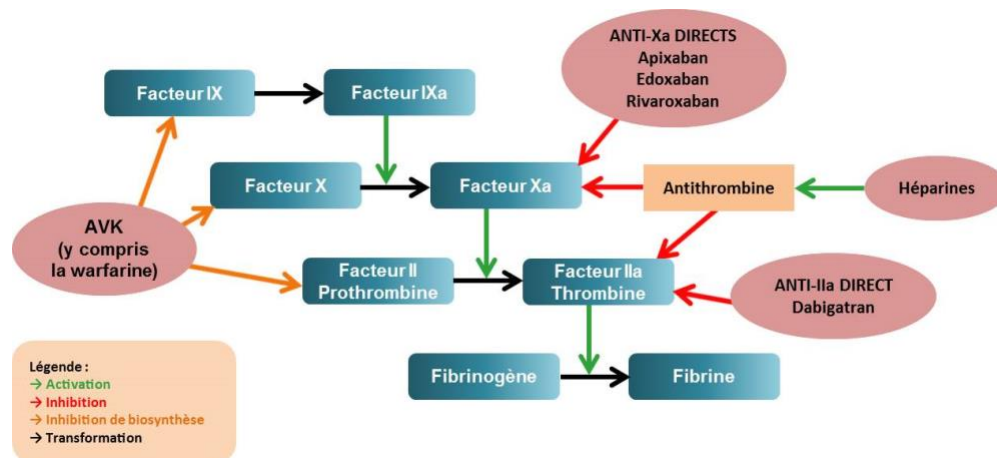 ANTI-Xa DIRECTS
Apixaban
Edoxaban
Rivaroxaban
Facteur IX
Facteur IXa
Facteur X
Facteur Xa
Antithrombine
Héparines
AVK
(y compris
la warfarine)
Facteur II
Prothrombine
Facteur IIa
Thrombine
ANTI-IIa DIRECT
Dabigatran
Fibrinogène
Fibrine
Légende :
→ Activation
→ Inhibition
→ Inhibition de biosynthèse
→ Transformation